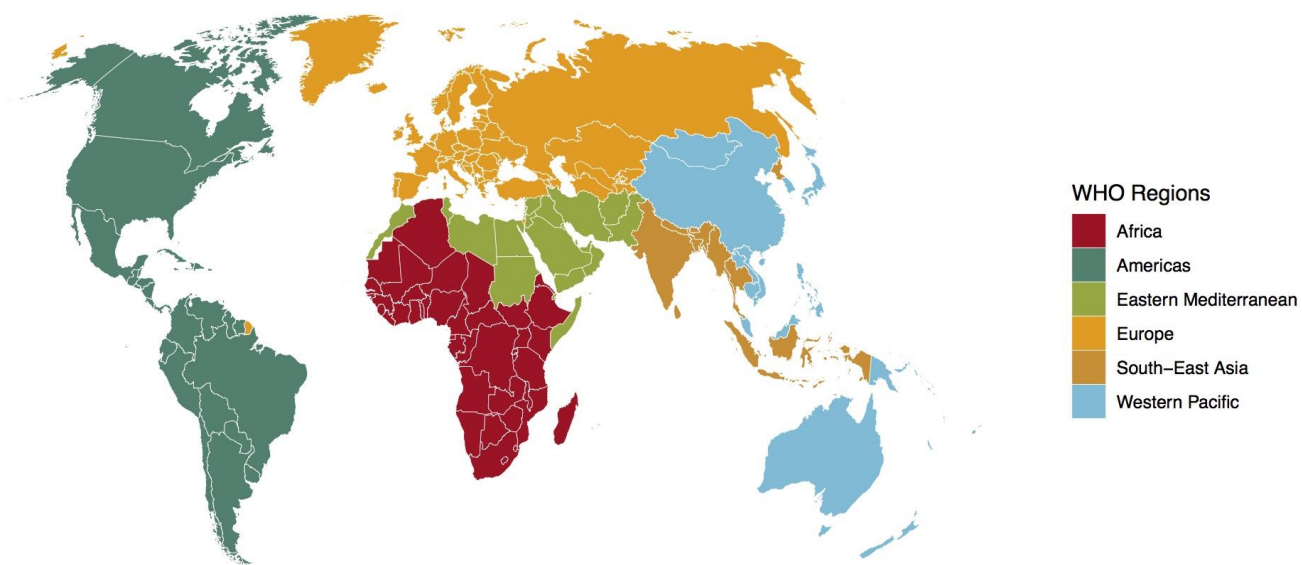 WHO Regions
Africa
Americas
Eastern Mediterranean
Europe
South-East Asia
Western Pacific